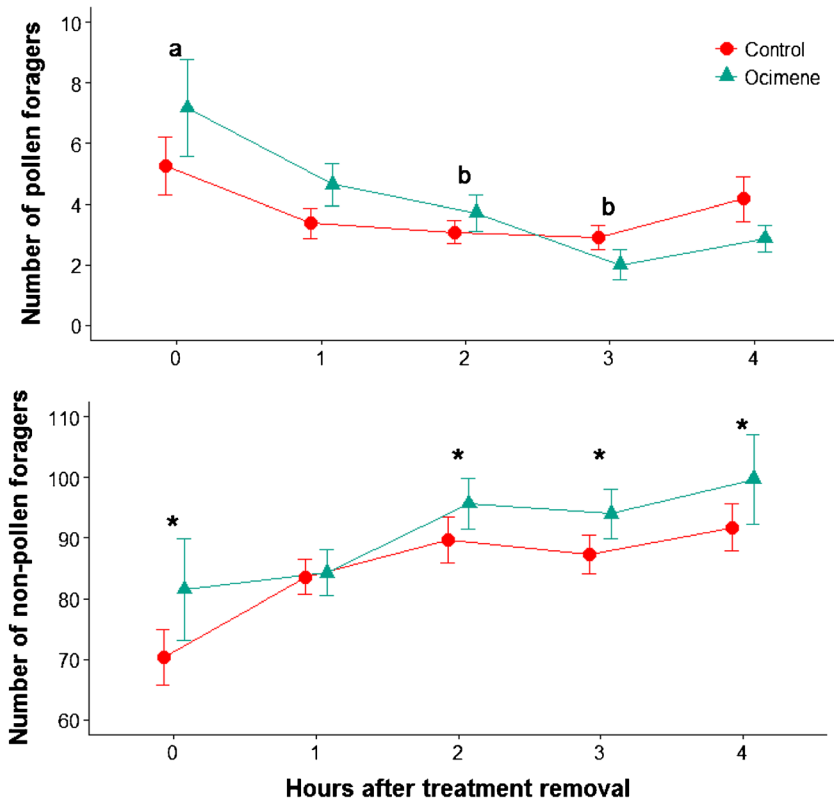 Number of pollen foragers
10
8
6
4
2
0
a
b
b
Control
Ocimene
0 1 2 3 4
Number of non-pollen foragers
110
100
90
80
70
60
* * * *
0 1 2 3 4
Hours after treatment removal